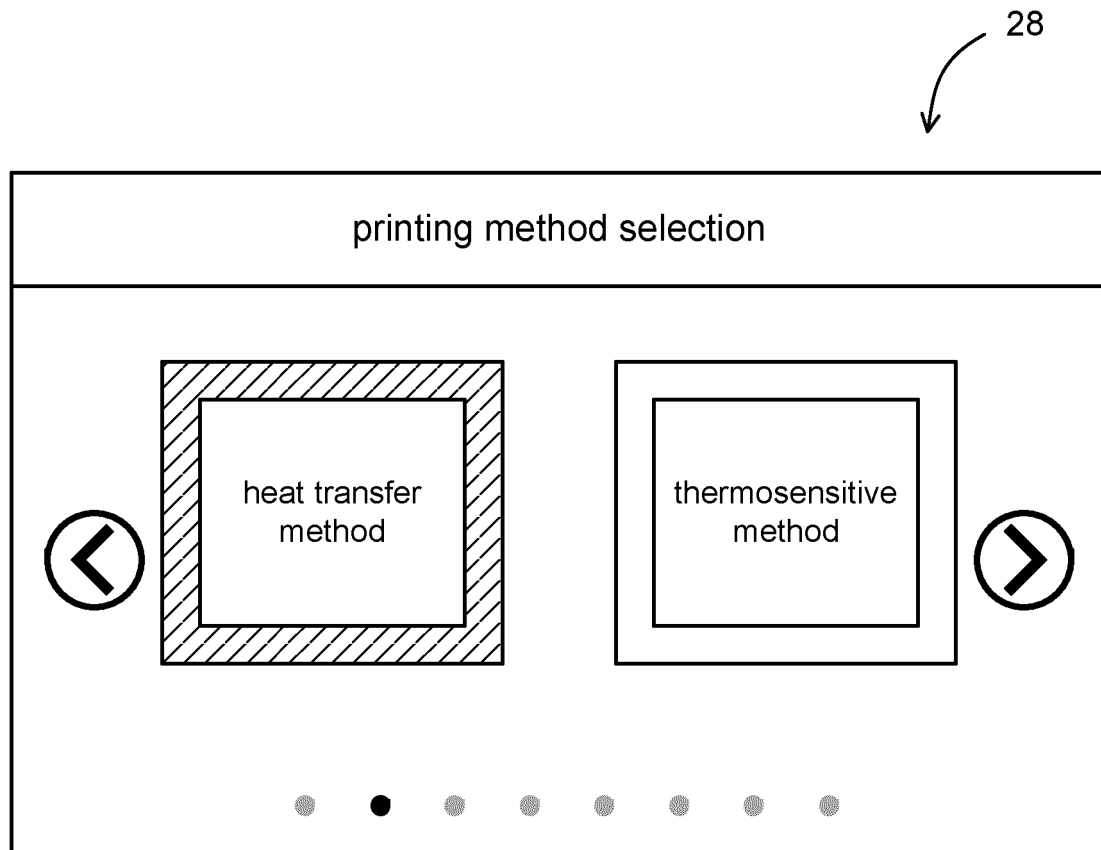 28
printing method selection
heat transfer
method
thermosensitive
method